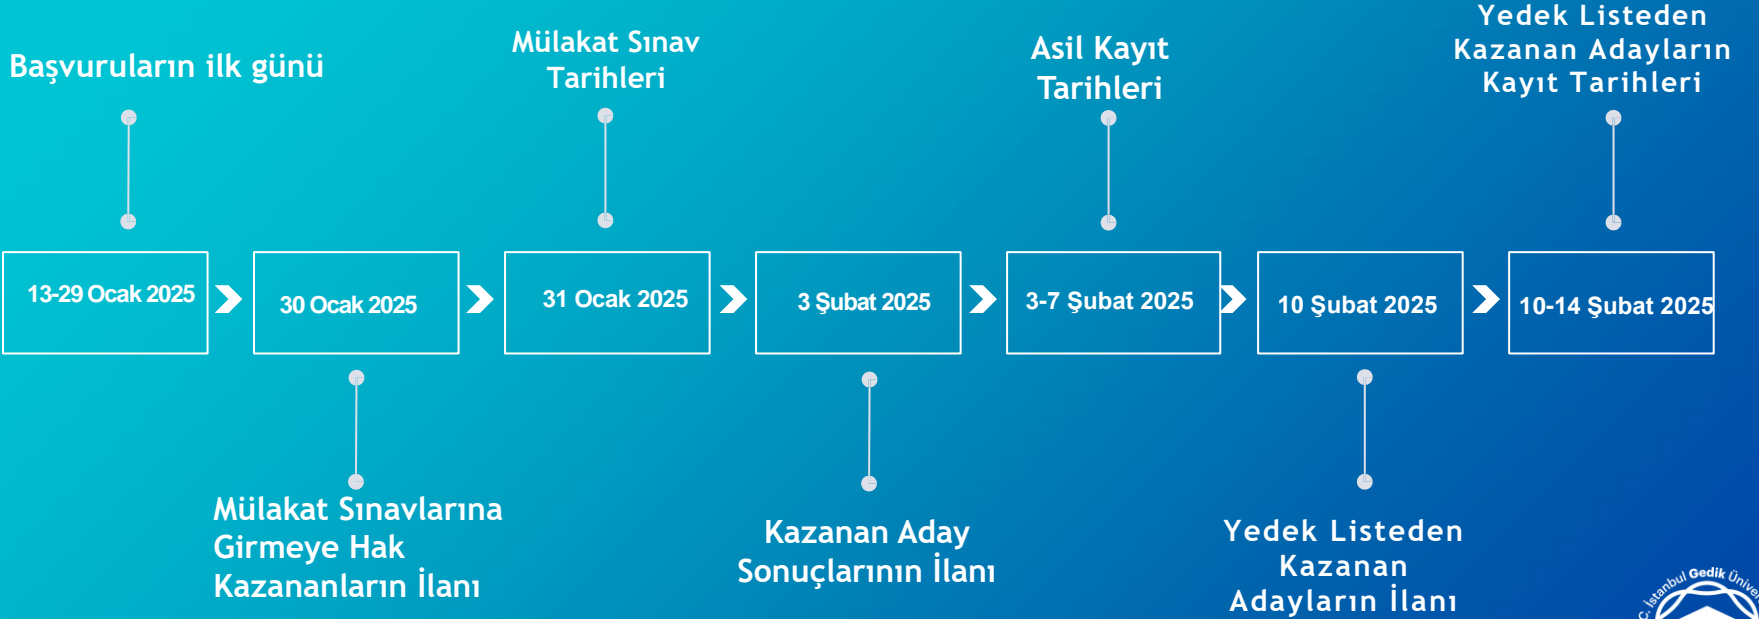 Başvuruların ilk günü
Mülakat Sınav
Tarihleri
Asil Kayıt
Tarihleri
Yedek Listeden
Kazanan Adayların
Kayıt Tarihleri
13-29 Ocak 2025
30 Ocak 2025
31 Ocak 2025
3 Şubat 2025
3-7 Şubat 2025
10 Şubat 2025
10-14 Şubat 2025
Mülakat Sınavlarına
Girmeye Hak
Kazananların İlanı
Kazanan Aday
Sonuçlarının İlanı
Yedek Listeden
Kazanan
Adayların İlanı
C. İstanbul Gedik